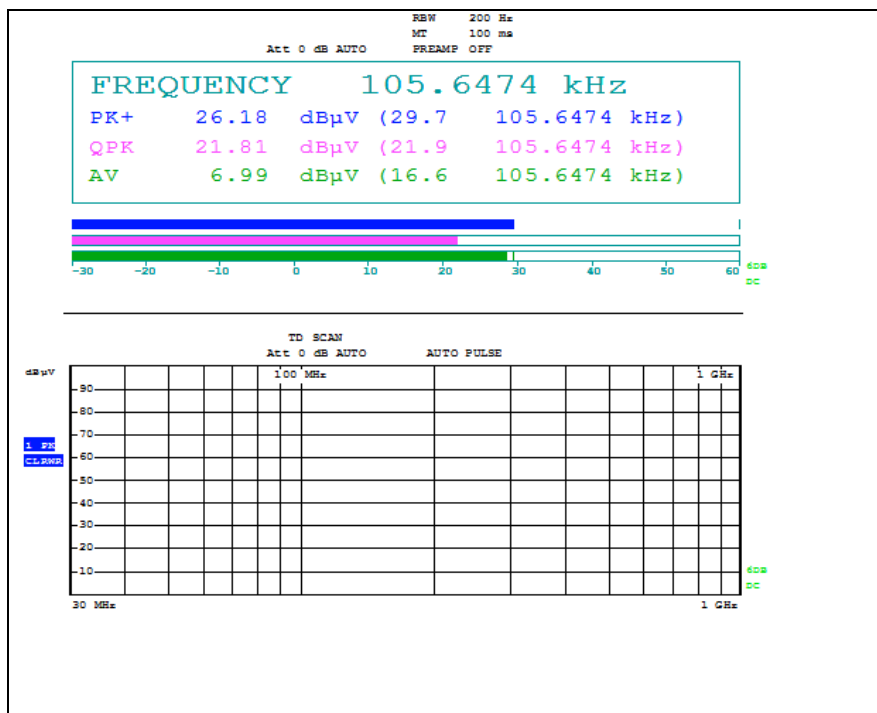 RBW 200 Hz
MT 100 ms
Att 0 dB AUTO PREAMP OFF
FREQUENCY 105.6474 kHz
PK+ 26.18 dBµV (29.7 105.6474 kHz)
QPK 21.81 dBµV (21.9 105.6474 kHz)
AV 6.99 dBµV (16.6 105.6474 kHz)
-30 -20 -10 0 10 20 30 40 50 60
6DB
DC
TD SCAN
Att 0 dB AUTO AUTO PULSE
dBµV
100 MHz 1 GHz
90
80
70
1 PK
CLRWR
60
50
40
30
20
10
6DB
DC
30 MHz 1 GHz